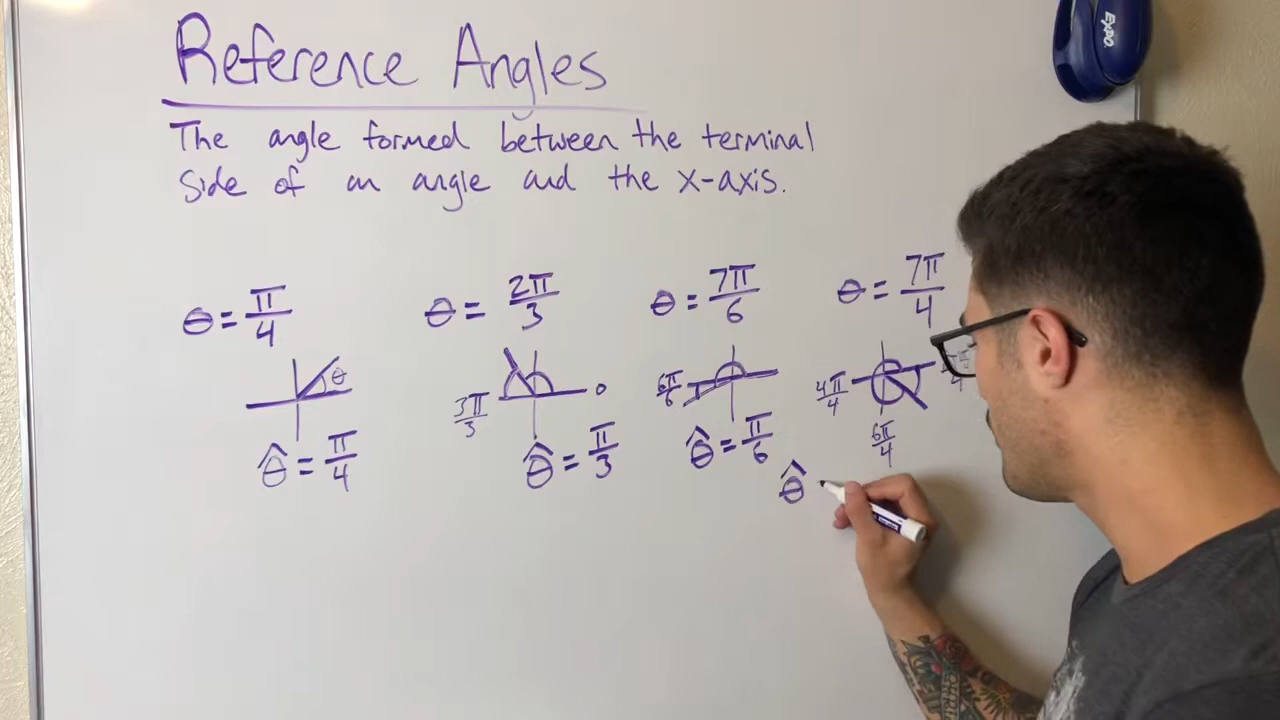 Reference Angles
The angle formed between the terminal
side of an angle and the x-axis.
θ = π/4
θ = 2π/3
θ = 7π/6
θ = 7π/4
θ
3π/3
0
6π/6
4π/4
6π/4
θ̂ = π/4
θ̂ = π/3
θ̂ = π/6
θ̂
EXPO